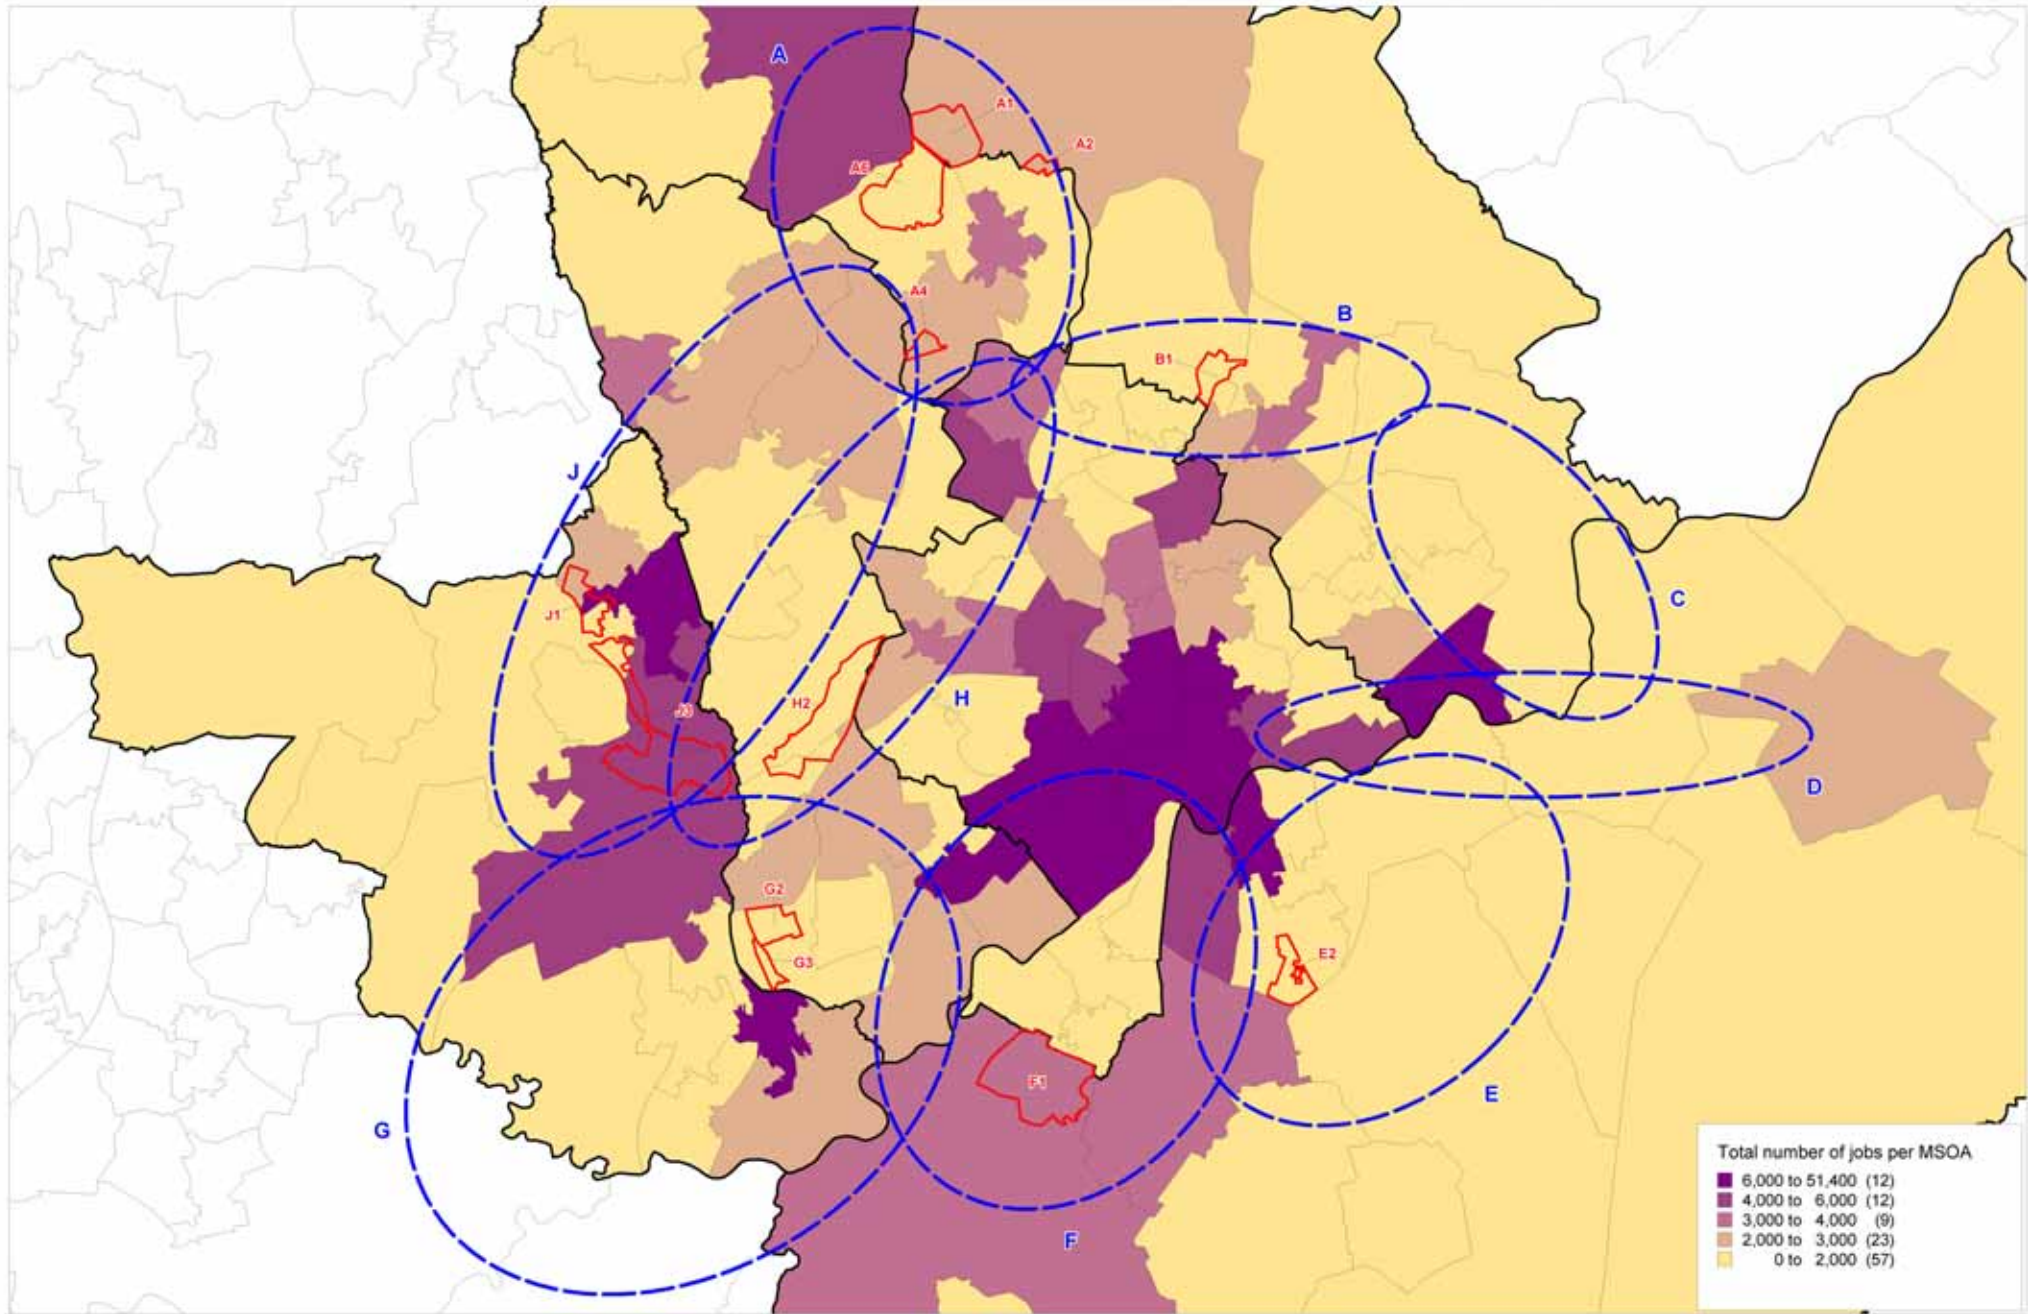 A
A1
A2
A6
A4
B
B1
J
C
J1
H2
H
J3
D
G2
G3
E2
F1
E
G
F
Total number of jobs per MSOA
6,000 to 51,400 (12)
4,000 to 6,000 (12)
3,000 to 4,000 (9)
2,000 to 3,000 (23)
0 to 2,000 (57)